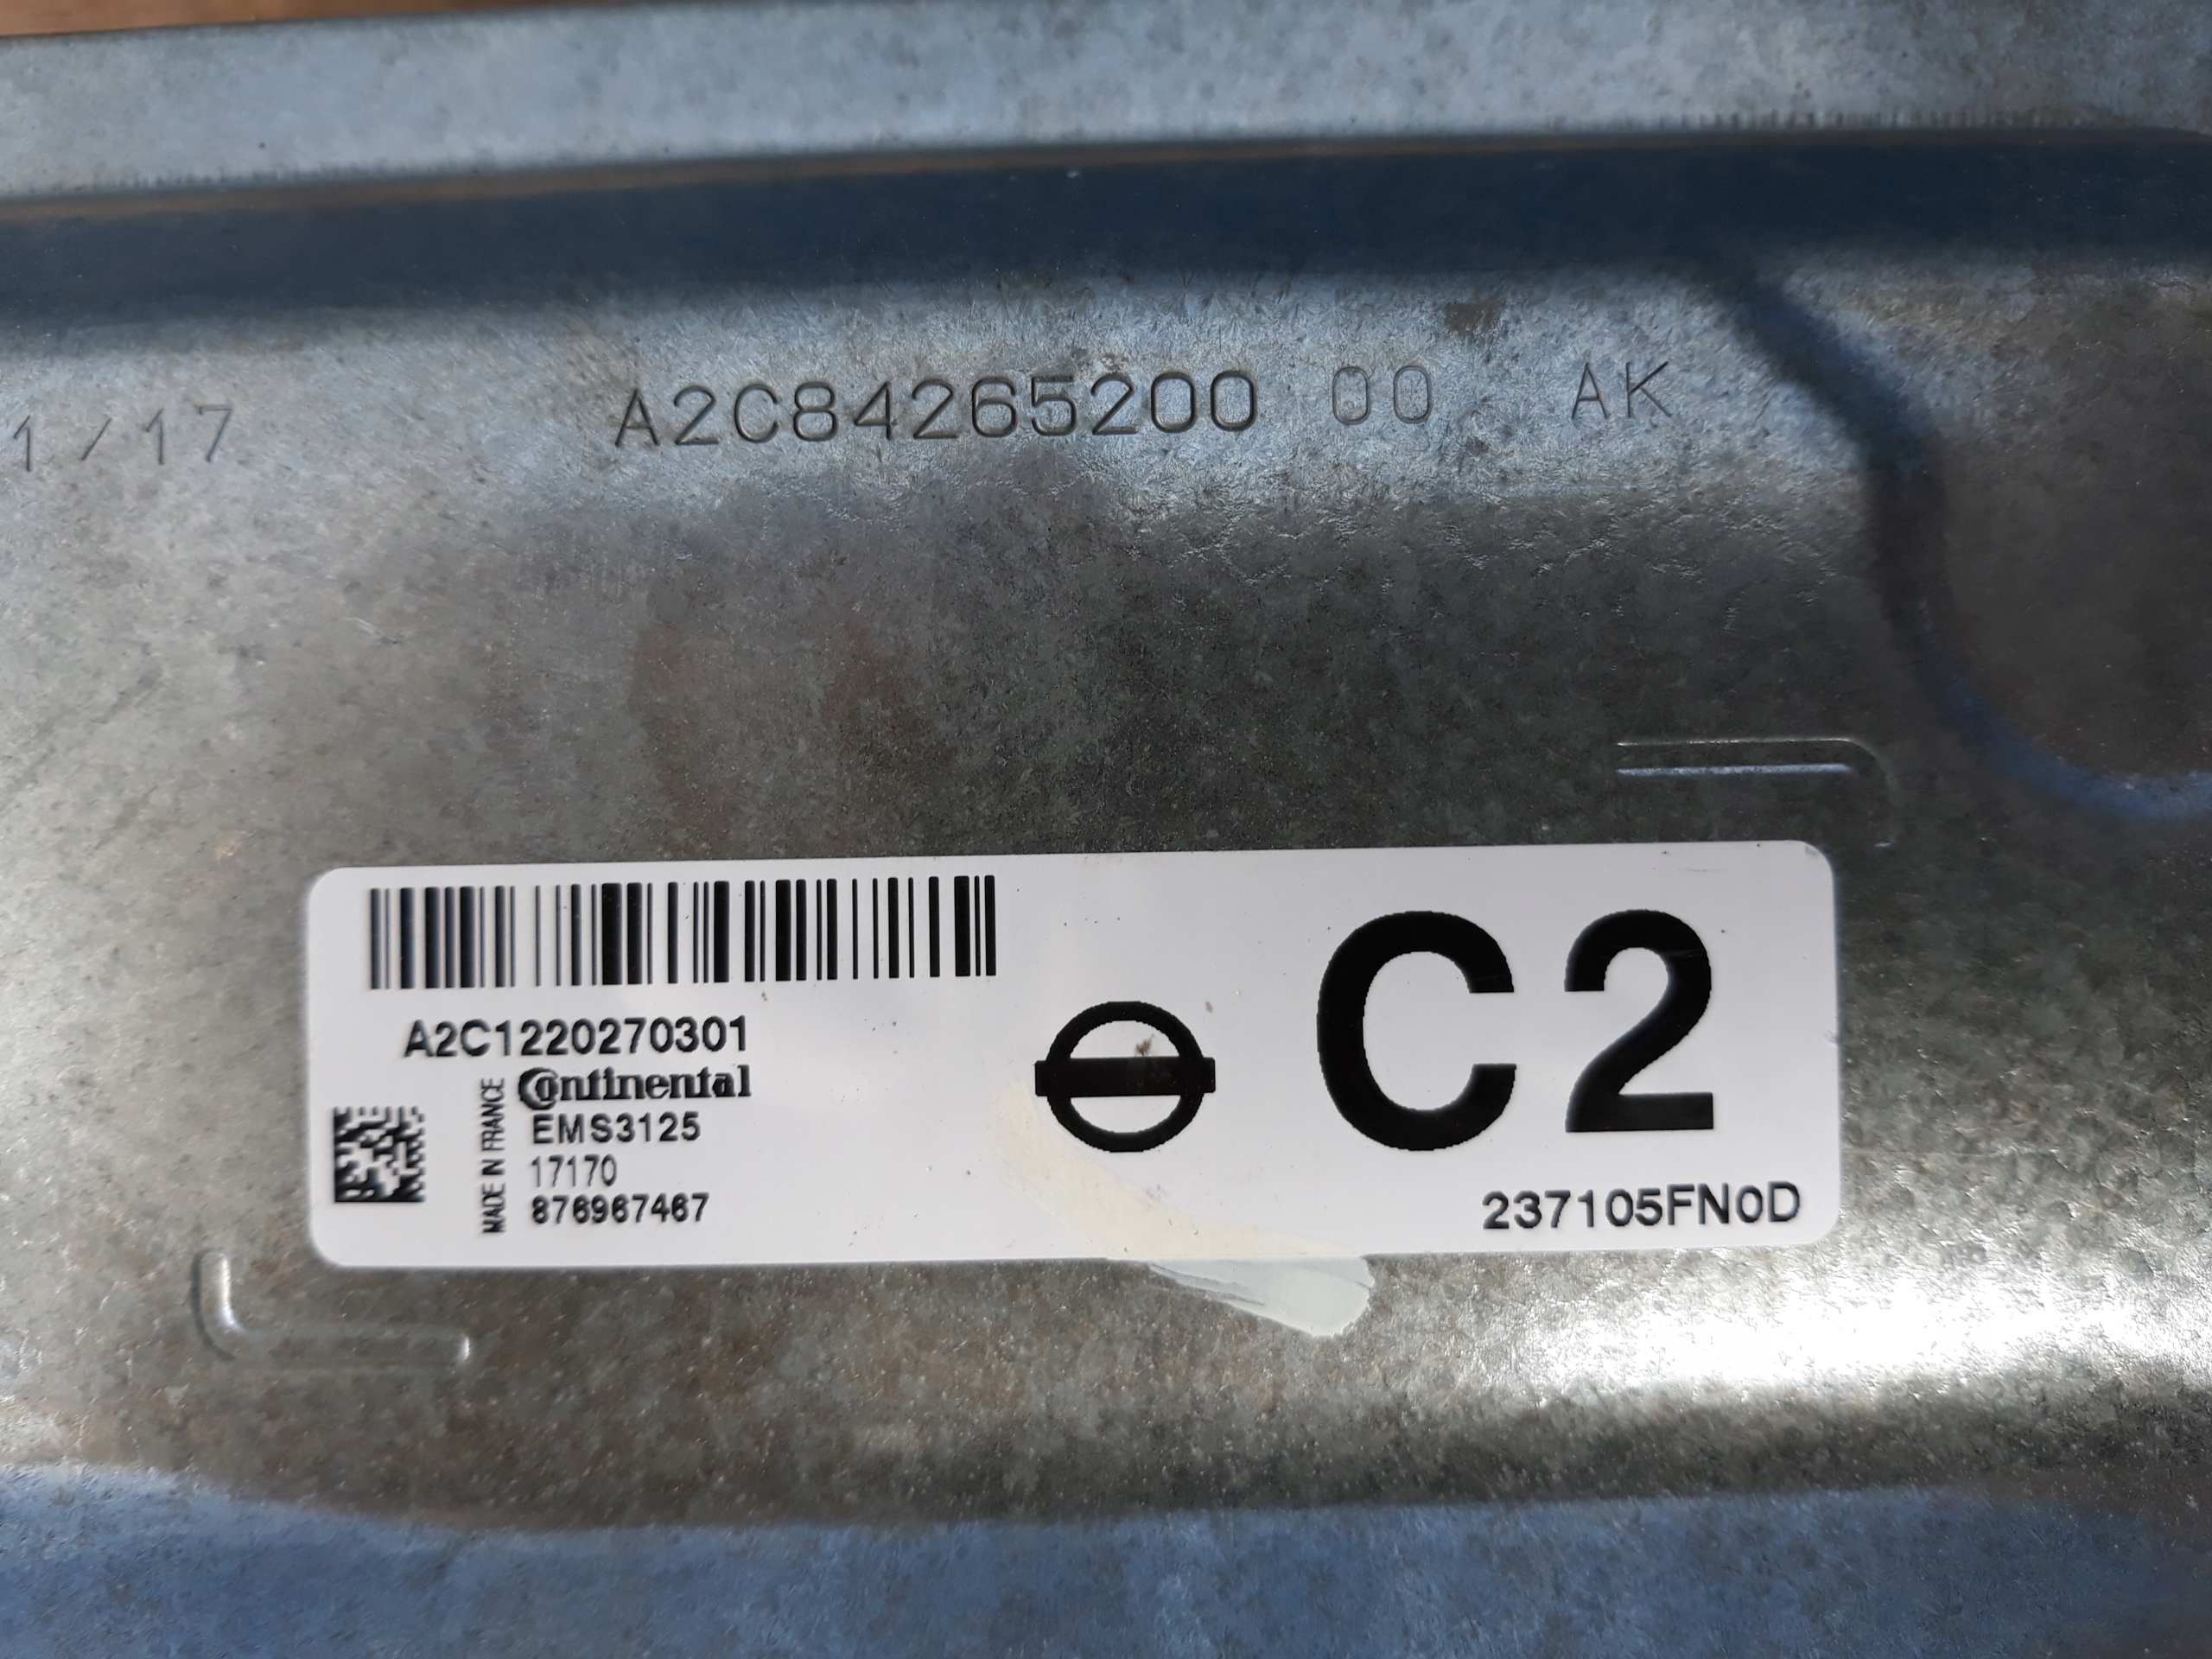 1/17
A2C84265200 00 AK
A2C1220270301
Continental
MADE IN FRANCE
EMS3125
17170
876967467
C2
237105FN0D